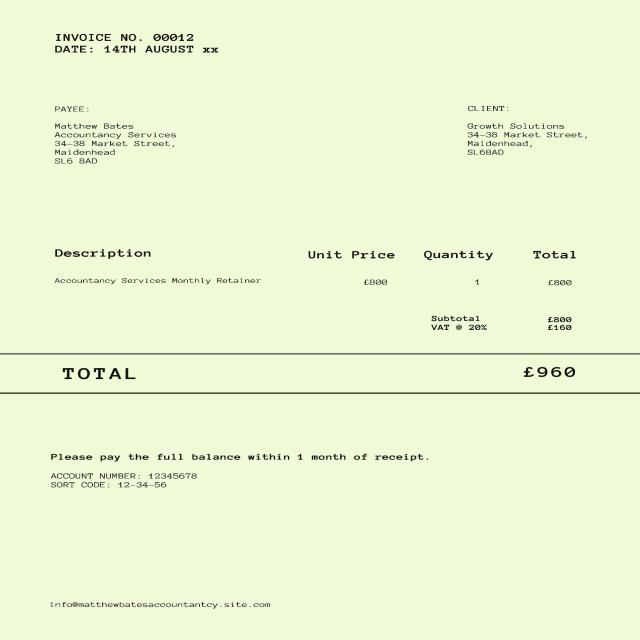 INVOICE NO. 00012
DATE: 14TH AUGUST xx
PAYEE:
Matthew Bates
Accountancy Services
34-38 Market Street,
Maidenhead
SL6 8AD
CLIENT:
Growth Solutions
34-38 Market Street,
Maidenhead,
SL68AD
Description Unit Price Quantity Total
Accountancy Services Monthly Retainer £800 1 £800
Subtotal £800
VAT @ 20% £160
TOTAL £960
Please pay the full balance within 1 month of receipt.
ACCOUNT NUMBER: 12345678
SORT CODE: 12-34-56
info@matthewbatesaccountantcy.site.com